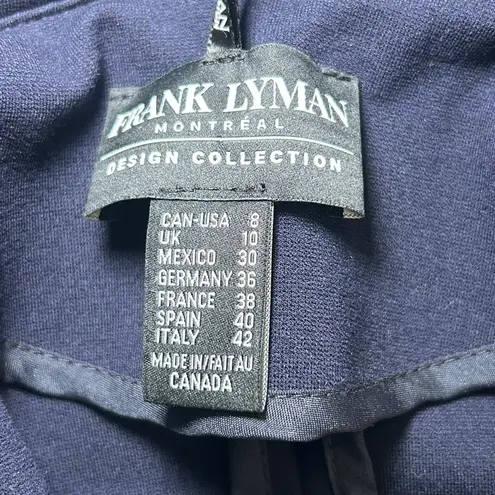 FRANK LYMAN
MONTRÉAL
DESIGN COLLECTION
CAN-USA 8
UK 10
MEXICO 30
GERMANY 36
FRANCE 38
SPAIN 40
ITALY 42
MADE IN/FAIT AU
CANADA